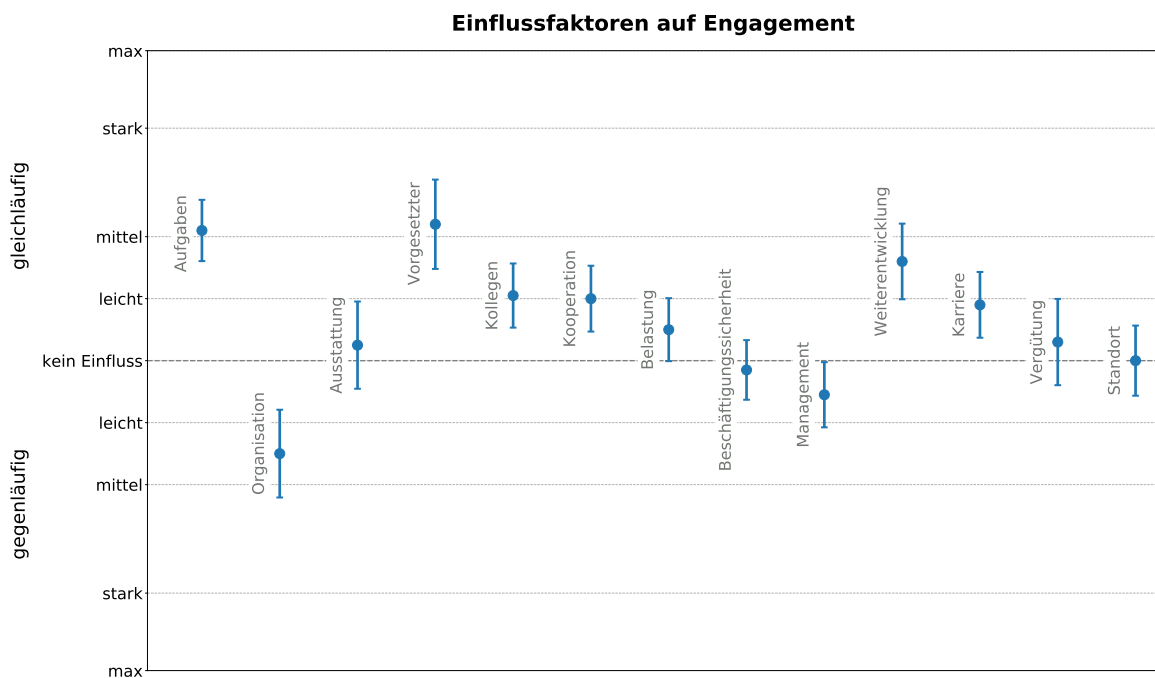 Einflussfaktoren auf Engagement
max
stark
mittel
leicht
kein Einfluss
leicht
mittel
stark
max
gleichläufig
gegenläufig
Aufgaben
Organisation
Ausstattung
Vorgesetzter
Kollegen
Kooperation
Belastung
Beschäftigungssicherheit
Management
Weiterentwicklung
Karriere
Vergütung
Standort